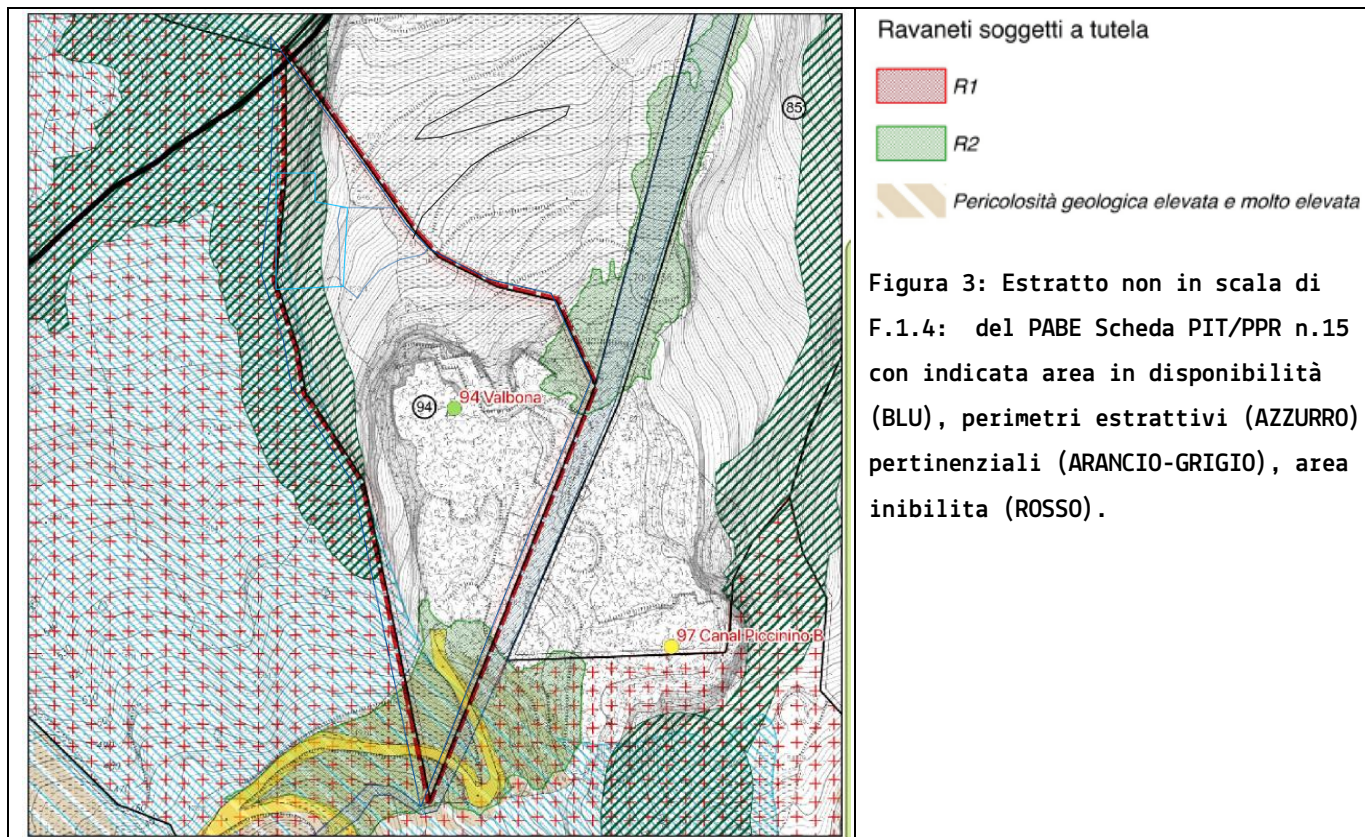 85
94 Valbona
94
97 Canal Piccinino B
Ravaneti soggetti a tutela
R1
R2
Pericolosità geologica elevata e molto elevata
Figura 3: Estratto non in scala di
F.1.4:  del PABE Scheda PIT/PPR n.15
con indicata area in disponibilità
(BLU), perimetri estrattivi (AZZURRO)
pertinenziali (ARANCIO-GRIGIO), area
inibilita (ROSSO).